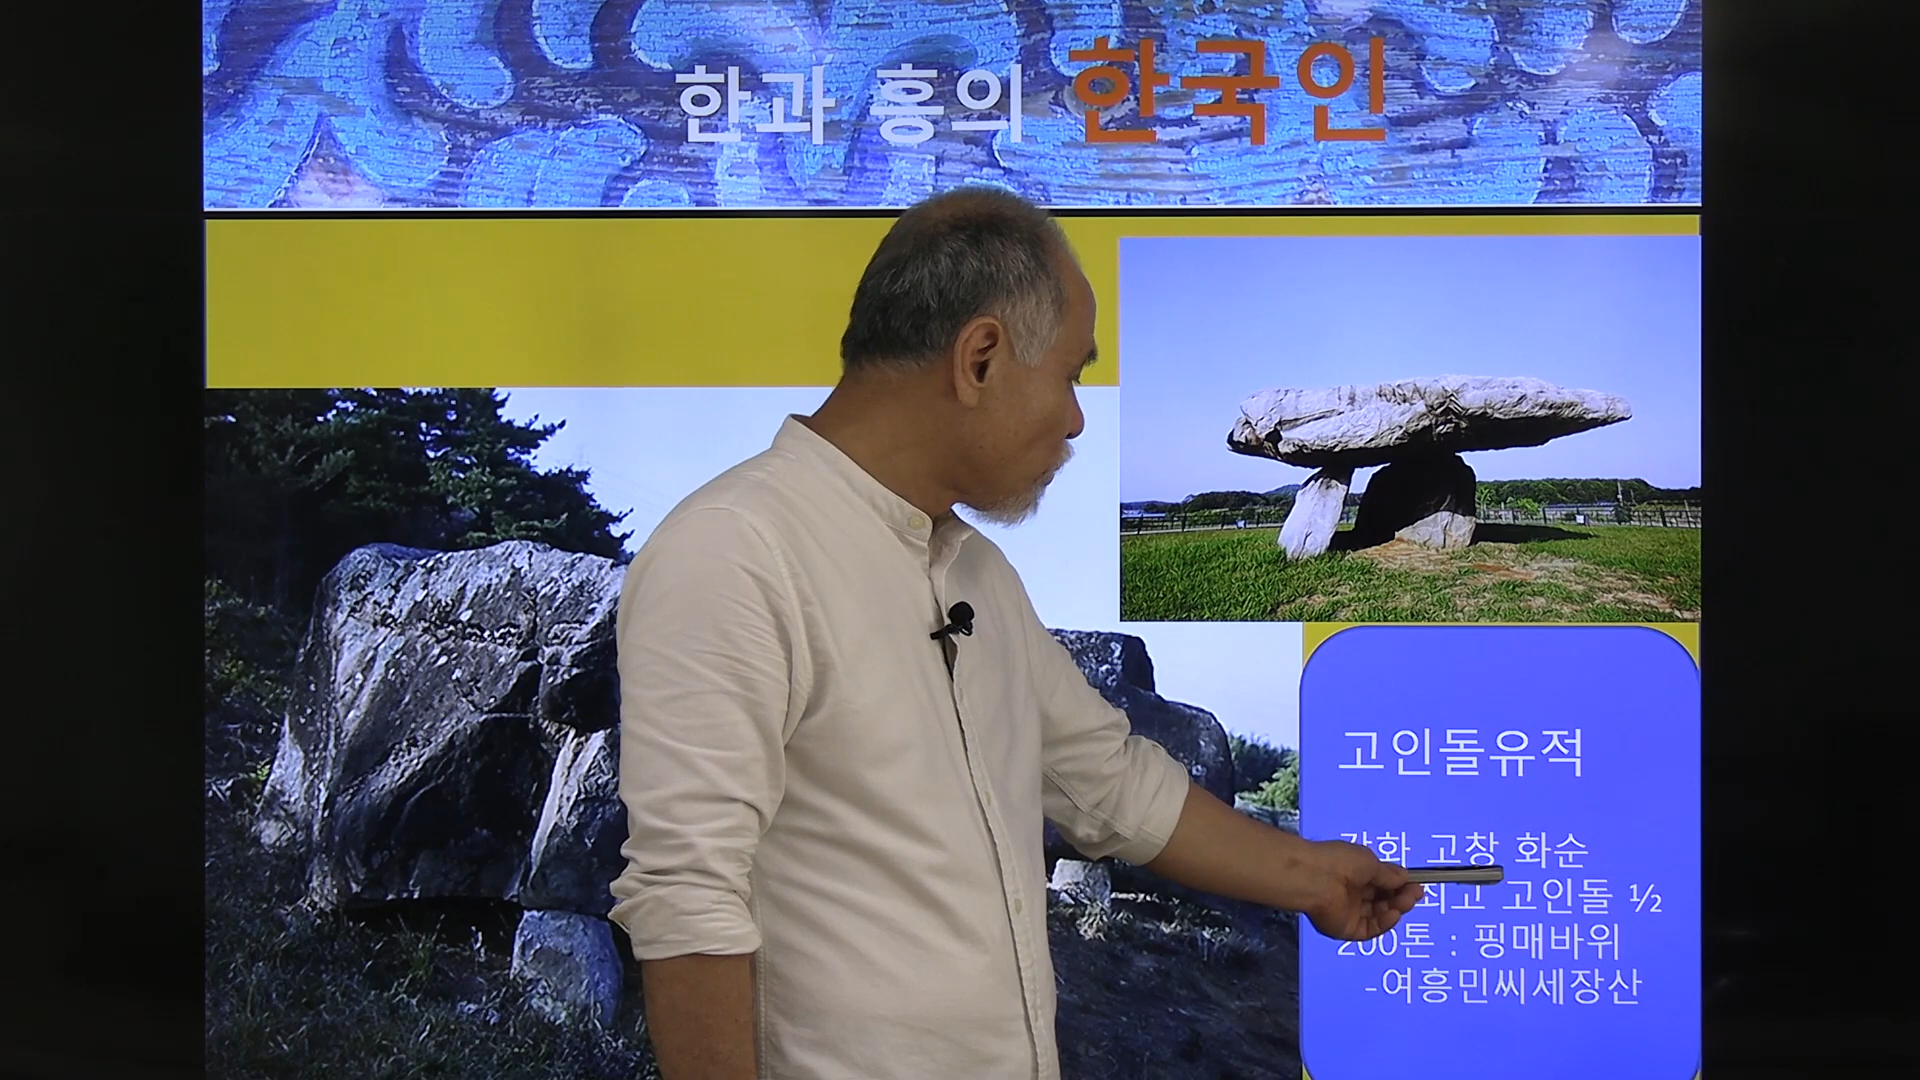 한과 흥의 한국인
고인돌유적
강화 고창 화순
최고 고인돌 ½
200톤 : 핑매바위
-여흥민씨세장산